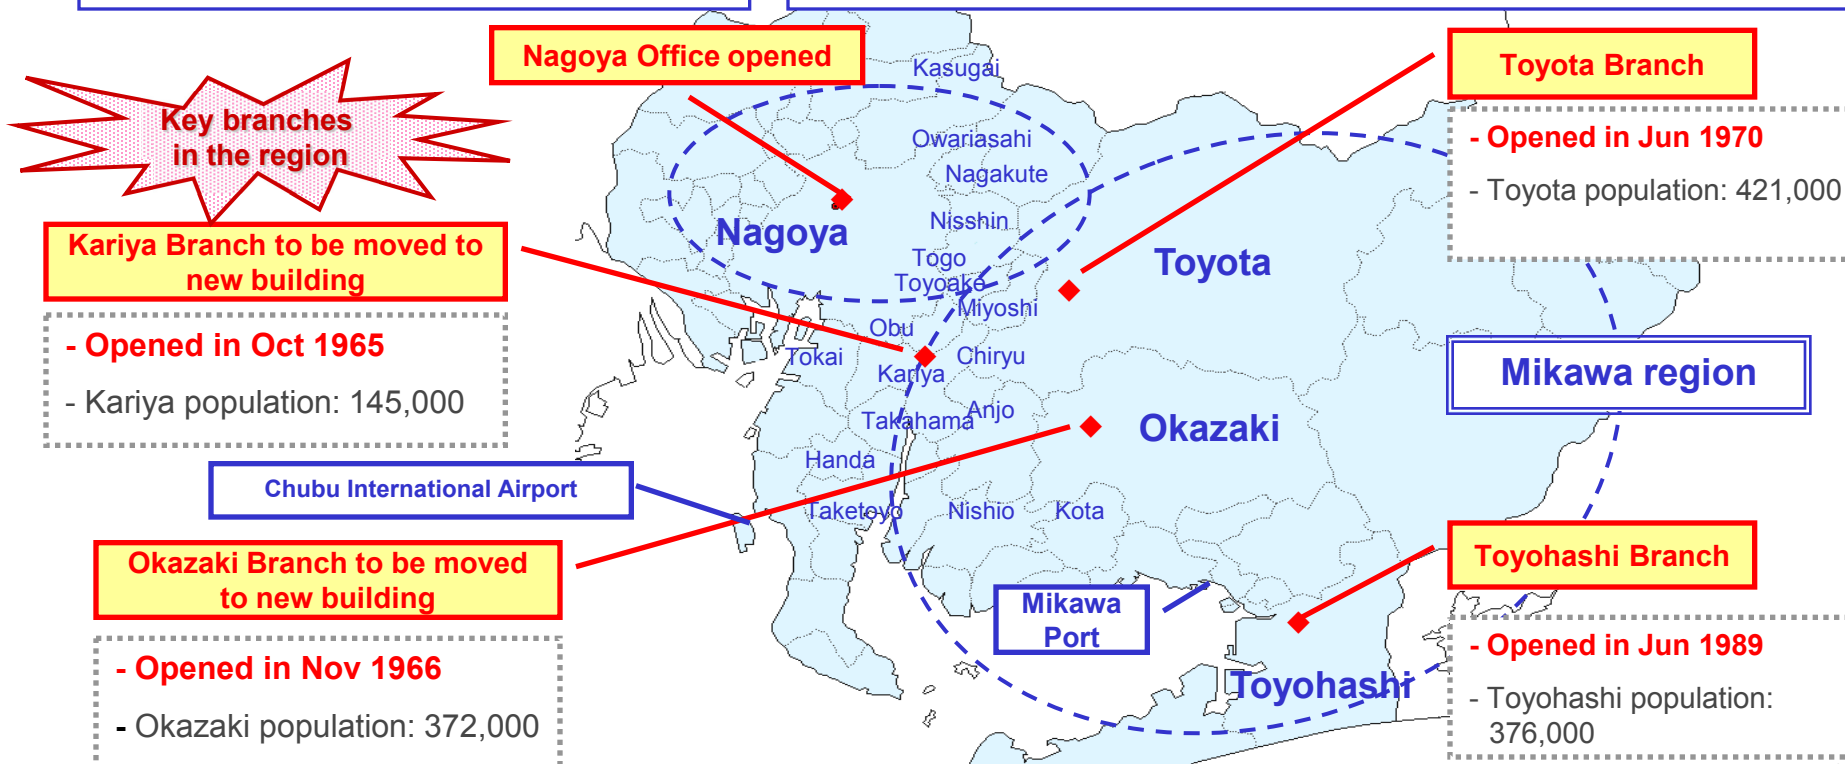 Nagoya Office opened
Toyota Branch
- Opened in Jun 1970
- Toyota population: 421,000
Key branches
in the region
Kariya Branch to be moved to
new building
- Opened in Oct 1965
- Kariya population: 145,000
Chubu International Airport
Okazaki Branch to be moved
to new building
- Opened in Nov 1966
- Okazaki population: 372,000
Kasugai
Owariasahi
Nagakute
Nisshin
Nagoya
Togo
Toyota
Toyoake
Miyoshi
Obu
Tokai
Chiryu
Kariya
Mikawa region
Anjo
Takahama
Okazaki
Handa
Taketoyo
Nishio
Kota
Mikawa
Port
Toyohashi
Toyohashi Branch
- Opened in Jun 1989
- Toyohashi population:
376,000